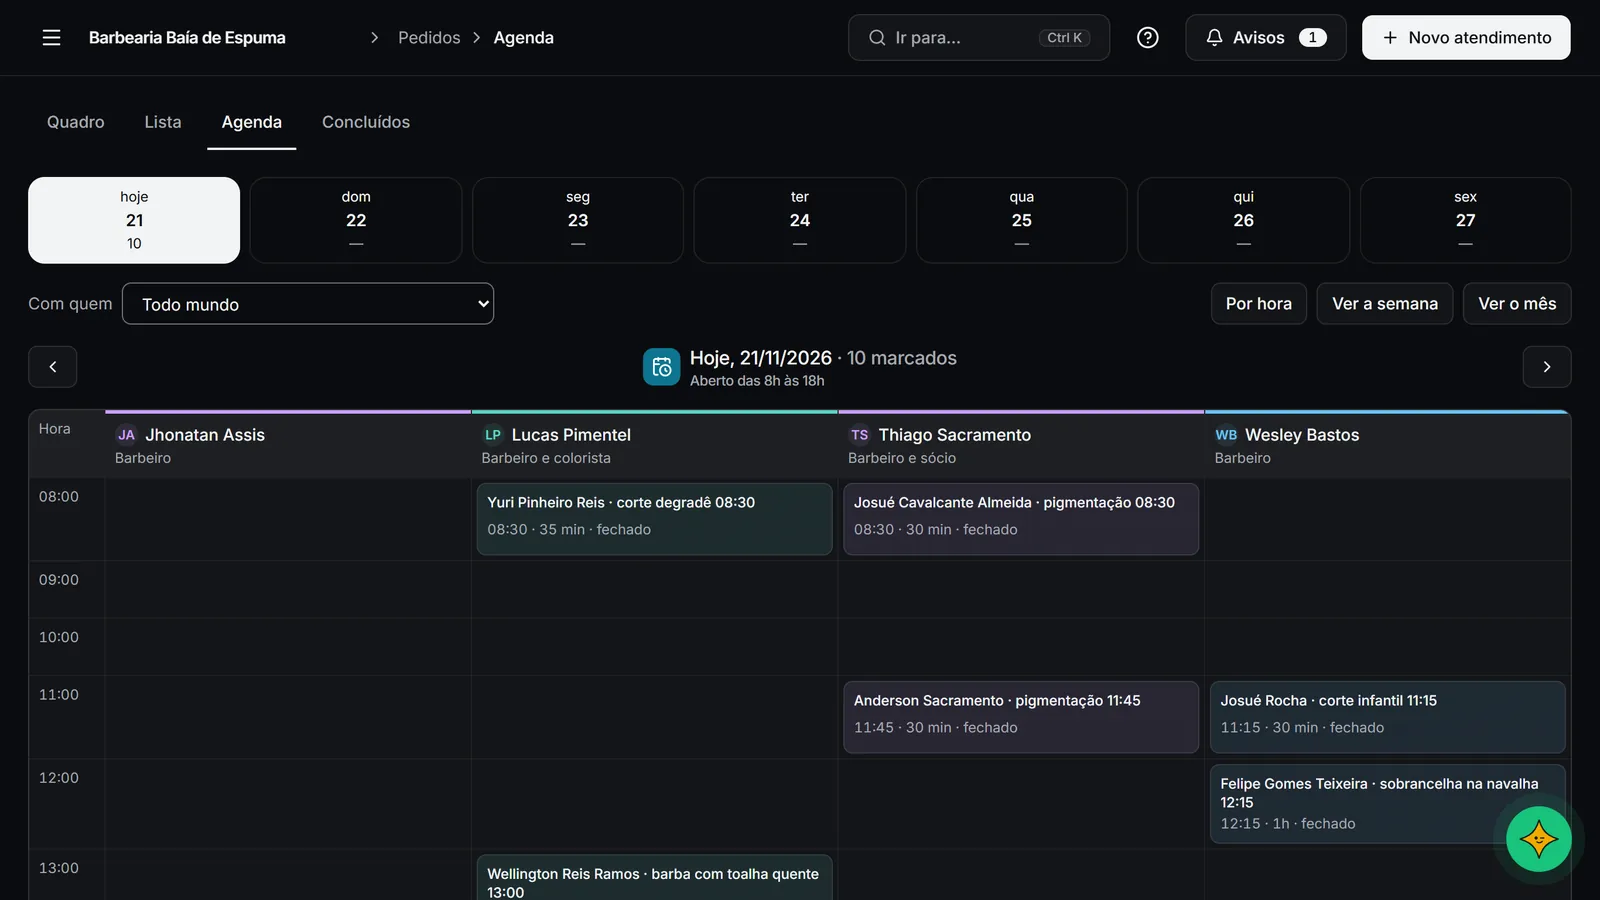 Barbearia Baía de Espuma
Pedidos
Agenda
Ir para...
Ctrl K
Avisos
1
Novo atendimento
Quadro
Lista
Agenda
Concluídos
hoje
21
10
dom
22
—
seg
23
—
ter
24
—
qua
25
—
qui
26
—
sex
27
—
Com quem
Todo mundo
Por hora
Ver a semana
Ver o mês
Hoje, 21/11/2026 · 10 marcados
Aberto das 8h às 18h
Hora
JA Jhonatan Assis
Barbeiro
LP Lucas Pimentel
Barbeiro e colorista
TS Thiago Sacramento
Barbeiro e sócio
WB Wesley Bastos
Barbeiro
08:00
Yuri Pinheiro Reis · corte degradê 08:30
08:30 · 35 min · fechado
Josué Cavalcante Almeida · pigmentação 08:30
08:30 · 30 min · fechado
09:00
10:00
11:00
Anderson Sacramento · pigmentação 11:45
11:45 · 30 min · fechado
Josué Rocha · corte infantil 11:15
11:15 · 30 min · fechado
12:00
Felipe Gomes Teixeira · sobrancelha na navalha
12:15
12:15 · 1h · fechado
13:00
Wellington Reis Ramos · barba com toalha quente
13:00